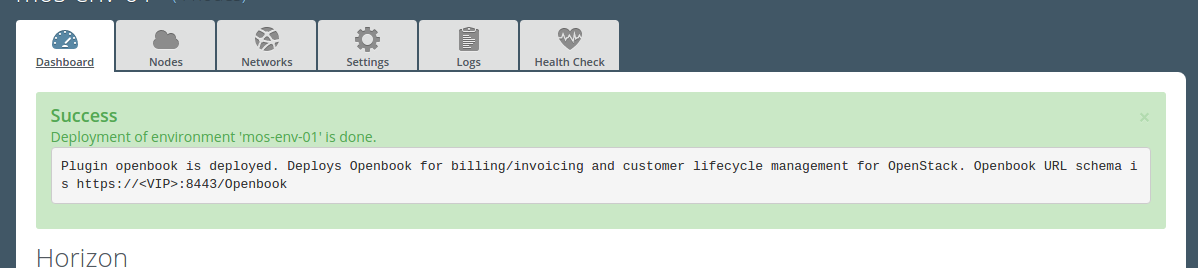 Dashboard Nodes Networks Settings Logs Health Check
Success ×
Deployment of environment 'mos-env-01' is done.
Plugin openbook is deployed. Deploys Openbook for billing/invoicing and customer lifecycle management for OpenStack. Openbook URL schema i
s https://<VIP>:8443/Openbook
Horizon